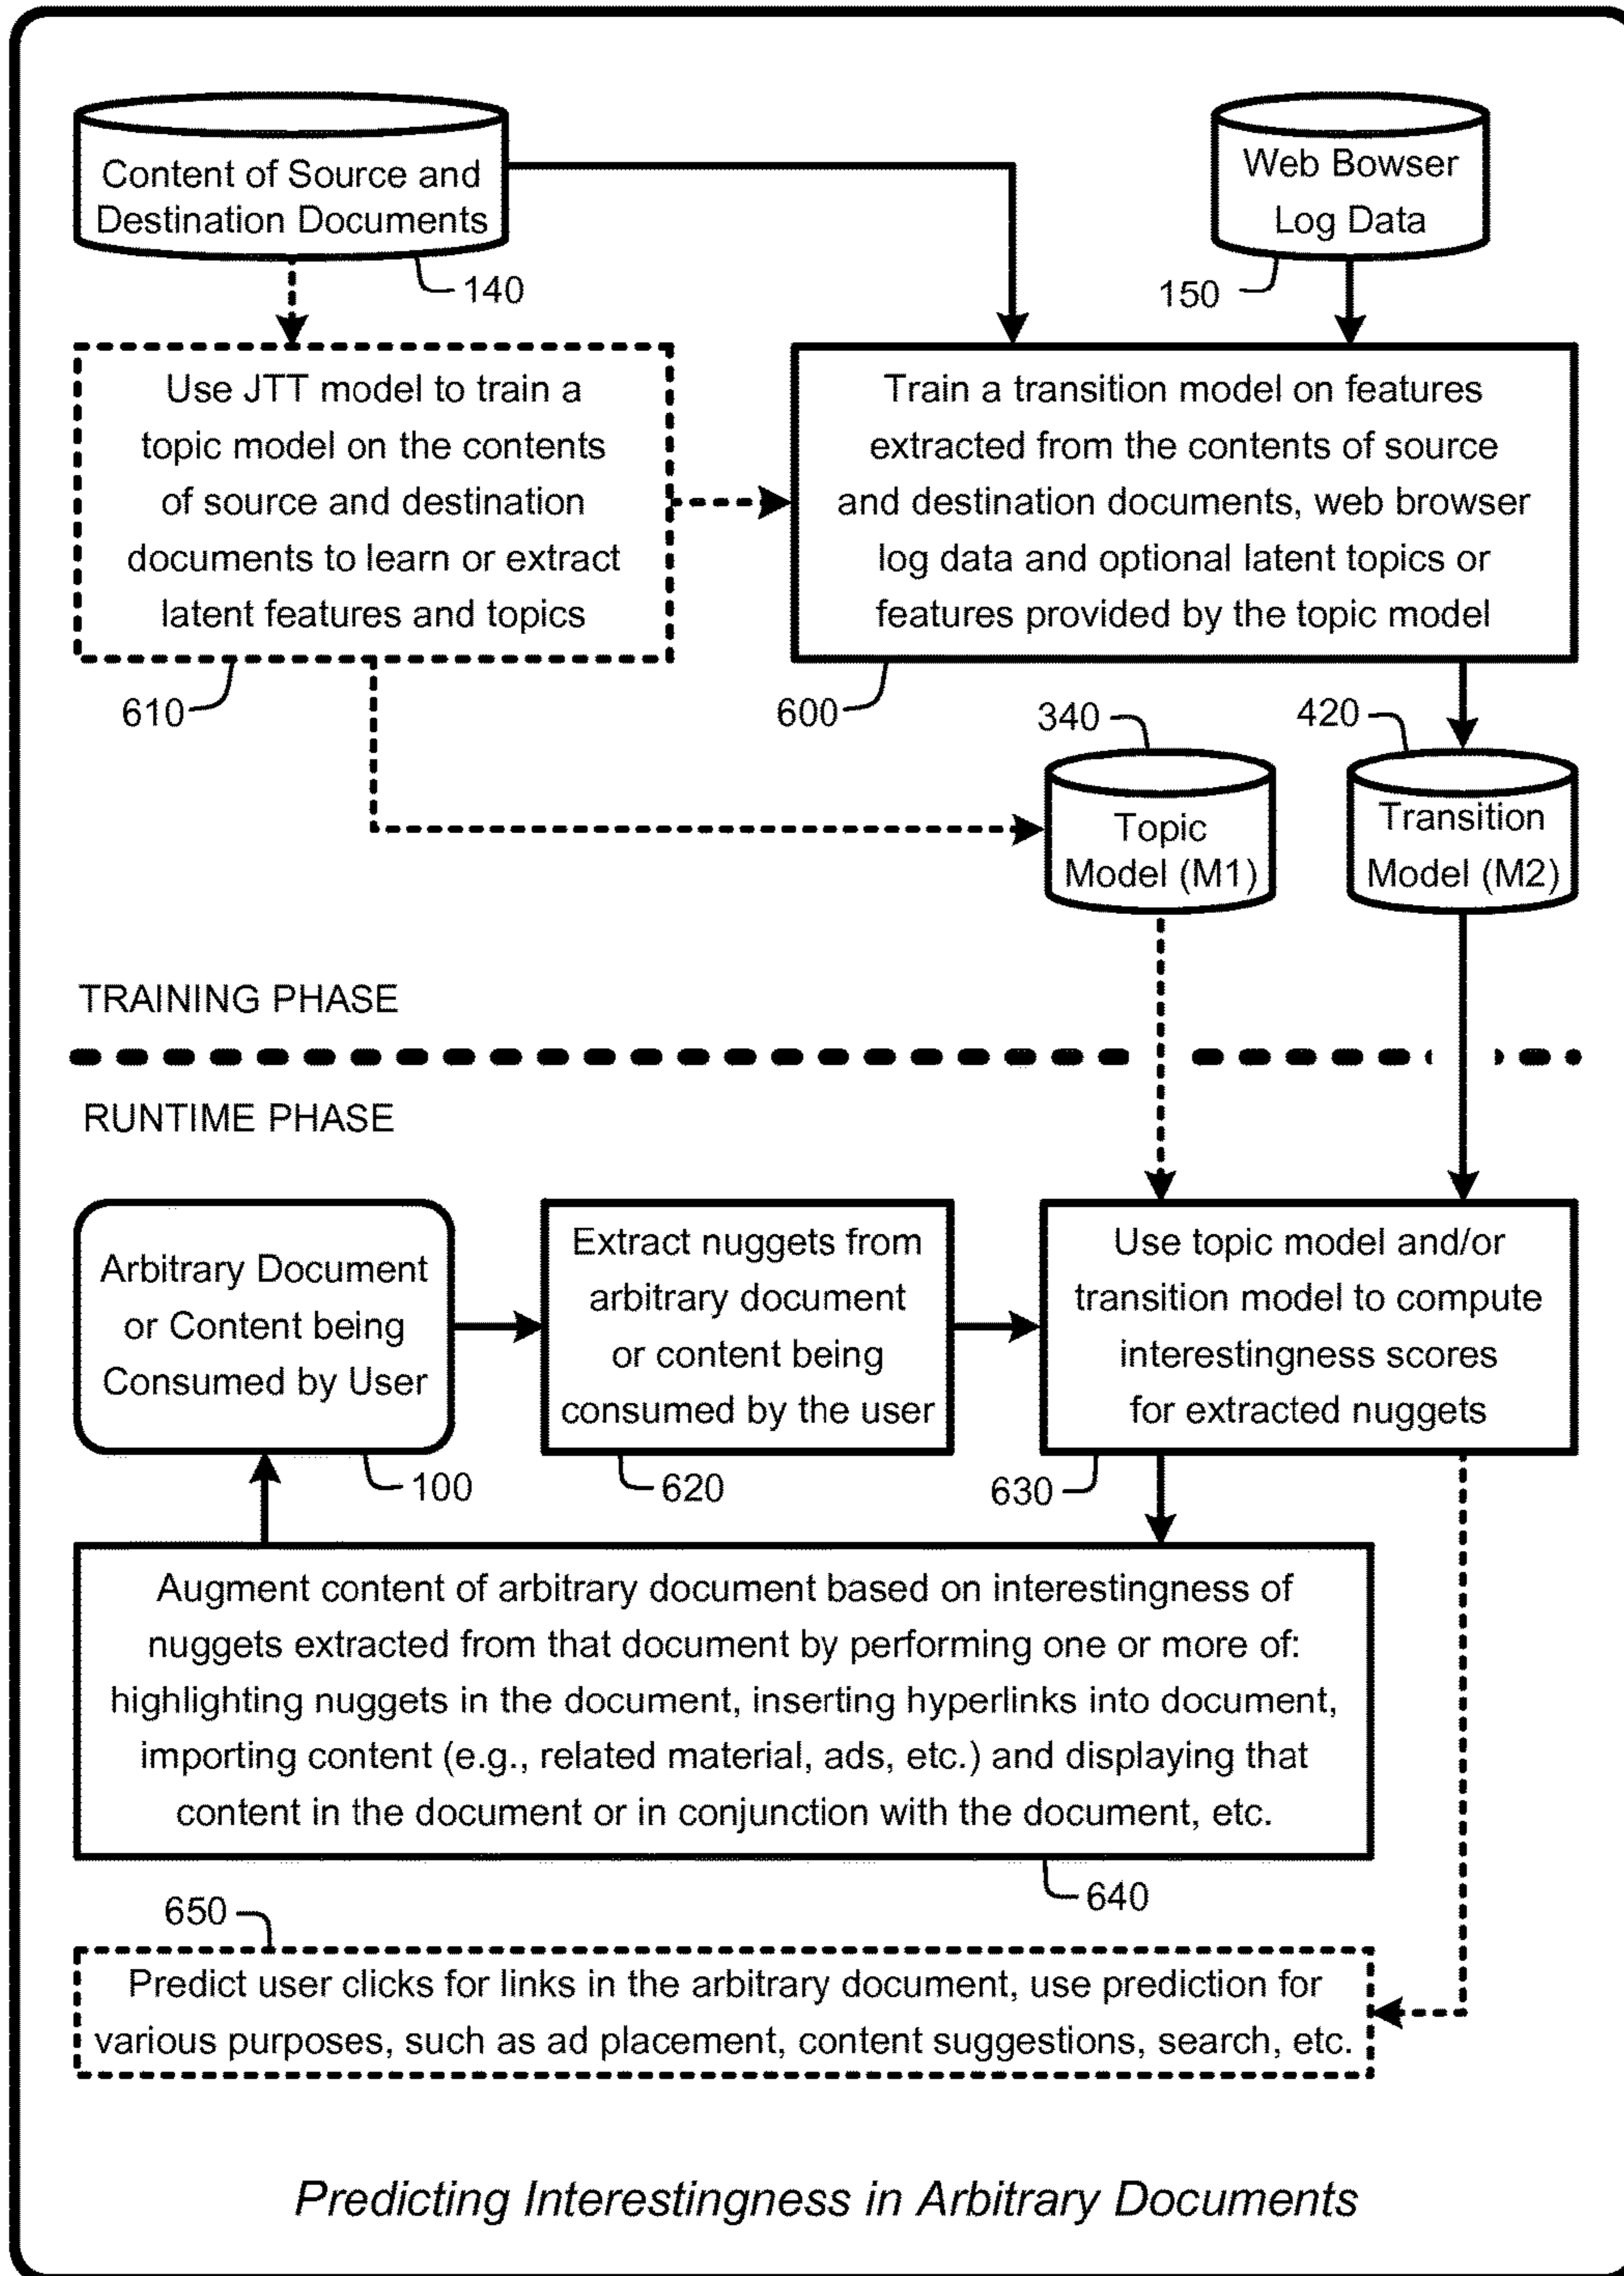 Content of Source and
Destination Documents
140
Web Bowser
Log Data
150
Use JTT model to train a
topic model on the contents
of source and destination
documents to learn or extract
latent features and topics
610
Train a transition model on features
extracted from the contents of source
and destination documents, web browser
log data and optional latent topics or
features provided by the topic model
600
340
420
Topic
Model (M1)
Transition
Model (M2)
TRAINING PHASE
RUNTIME PHASE
Arbitrary Document
or Content being
Consumed by User
100
Extract nuggets from
arbitrary document
or content being
consumed by the user
620
Use topic model and/or
transition model to compute
interestingness scores
for extracted nuggets
630
Augment content of arbitrary document based on interestingness of
nuggets extracted from that document by performing one or more of:
highlighting nuggets in the document, inserting hyperlinks into document,
importing content (e.g., related material, ads, etc.) and displaying that
content in the document or in conjunction with the document, etc.
640
650
Predict user clicks for links in the arbitrary document, use prediction for
various purposes, such as ad placement, content suggestions, search, etc.
Predicting Interestingness in Arbitrary Documents